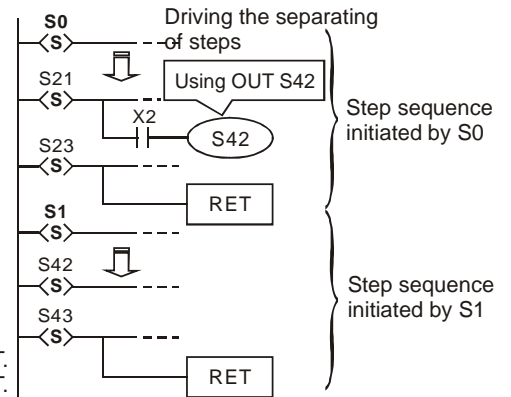 Driving the separating
of steps
S0
S
S21
S
Using OUT S42
X2
S42
S23
S
RET
Step sequence
initiated by S0
S1
S
S42
S
S43
S
RET
Step sequence
initiated by S1